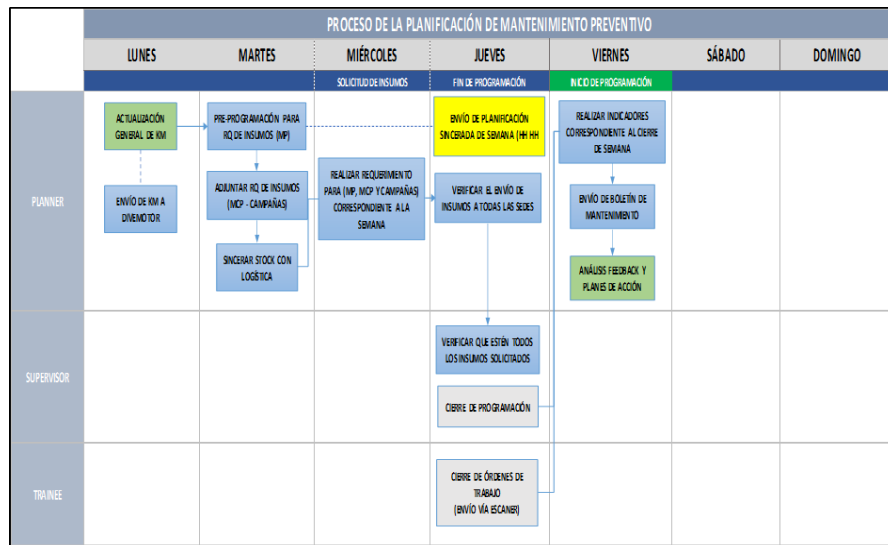 PROCESO DE LA PLANIFICACIÓN DE MANTENIMIENTO PREVENTIVO
LUNES
MARTES
MIÉRCOLES
JUEVES
VIERNES
SÁBADO
DOMINGO
SOLICITUD DE INSUMOS
FIN DE PROGRAMACIÓN
INICIO DE PROGRAMACIÓN
PLANNER
ACTUALIZACIÓN
GENERAL DE KM
ENVÍO DE KM A
DIVEMOTOR
PRE-PROGRAMACIÓN PARA
RQ DE INSUMOS (MP)
ADJUNTAR RQ DE INSUMOS
(MCP - CAMPAÑAS)
SINCERAR STOCK CON
LOGÍSTICA
REALIZAR REQUERIMIENTO
PARA (MP, MCP Y CAMPAÑAS)
CORRESPONDIENTE A LA
SEMANA
ENVÍO DE PLANIFICACIÓN
SINCERADA DE SEMANA (HH HH
VERIFICAR EL ENVÍO DE
INSUMOS A TODAS LAS SEDES
REALIZAR INDICADORES
CORRESPONDIENTE AL CIERRE
DE SEMANA
ENVÍO DE BOLETÍN DE
MANTENIMIENTO
ANÁLISIS FEEDBACK Y
PLANES DE ACCIÓN
SUPERVISOR
VERIFICAR QUE ESTÉN TODOS
LOS INSUMOS SOLICITADOS
CIERRE DE PROGRAMACIÓN
TRAINEE
CIERRE DE ÓRDENES DE
TRABAJO
(ENVÍO VÍA ESCANER)